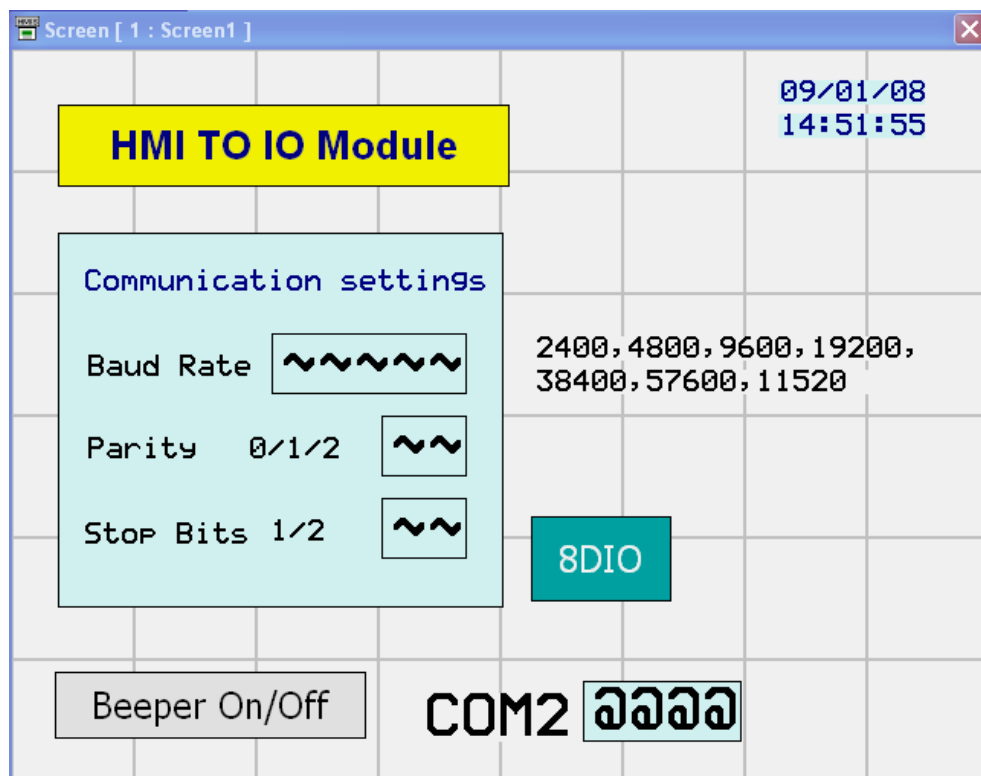 Screen [ 1 : Screen1 ]
09/01/08
14:51:55
HMI TO IO Module
Communication settings
Baud Rate ~~~~~
2400,4800,9600,19200,
38400,57600,11520
Parity 0/1/2 ~~
Stop Bits 1/2 ~~
8DIO
Beeper On/Off
COM2 @@@@